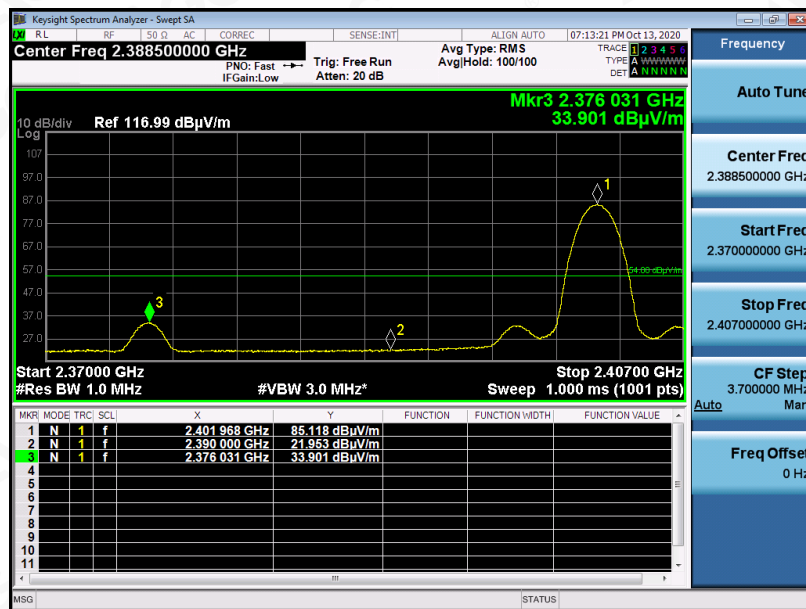 Keysight Spectrum Analyzer - Swept SA
LXI RL RF 50 Ω AC CORREC SENSE:INT ALIGN AUTO 07:13:21 PM Oct 13, 2020
Center Freq 2.388500000 GHz
PNO: Fast
IFGain:Low
Trig: Free Run
Atten: 20 dB
Avg Type: RMS
Avg|Hold: 100/100
TRACE 1 2 3 4 5 6
TYPE A W W W W W
DET A N N N N N
Mkr3 2.376 031 GHz
33.901 dBµV/m
10 dB/div Ref 116.99 dBµV/m
Log
107
97.0
87.0
77.0
67.0
57.0
47.0
37.0
27.0
1
2
3
54.00 dBµV/m
Start 2.37000 GHz Stop 2.40700 GHz
#Res BW 1.0 MHz #VBW 3.0 MHz* Sweep 1.000 ms (1001 pts)
MKR MODE TRC SCL X Y FUNCTION FUNCTION WIDTH FUNCTION VALUE
1 N 1 f 2.401 968 GHz 85.118 dBµV/m
2 N 1 f 2.390 000 GHz 21.953 dBµV/m
3 N 1 f 2.376 031 GHz 33.901 dBµV/m
4
5
6
7
8
9
10
11
MSG STATUS
Frequency
Auto Tune
Center Freq
2.388500000 GHz
Start Freq
2.370000000 GHz
Stop Freq
2.407000000 GHz
CF Step
3.700000 MHz
Auto Man
Freq Offset
0 Hz